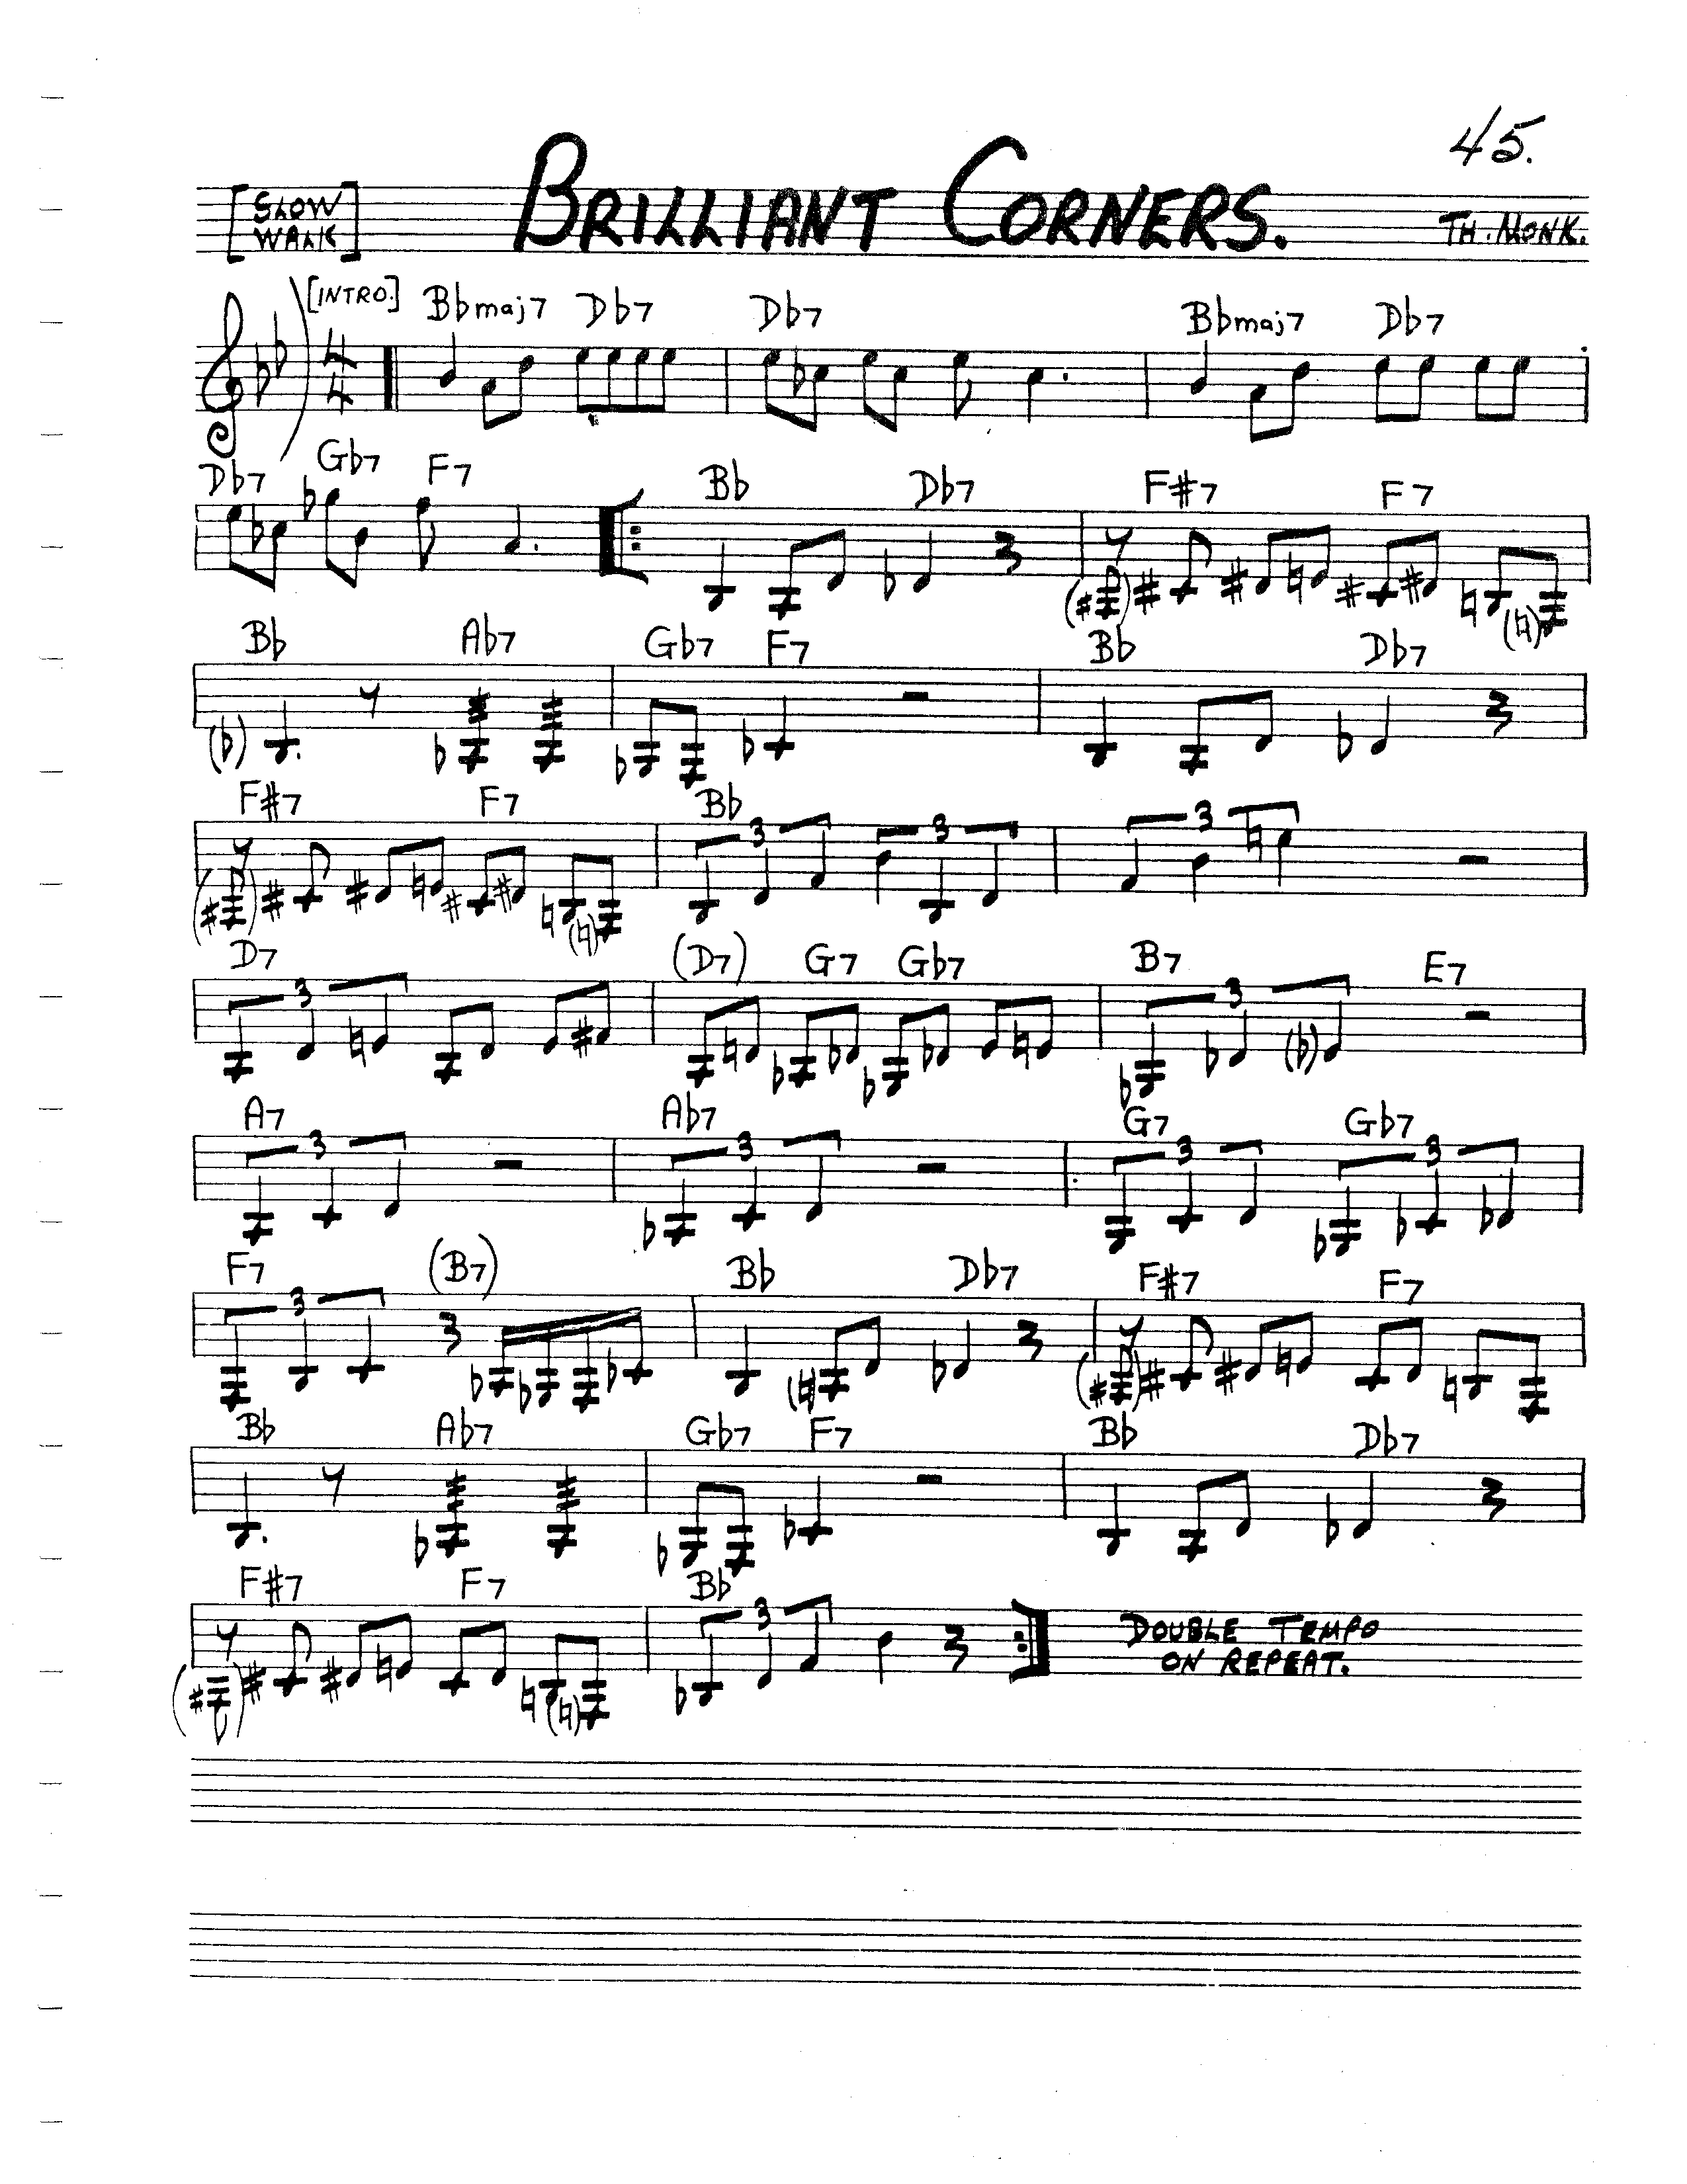 45.
[SLOW WALK] BRILLIANT CORNERS. TH. MONK.
[INTRO.] Bbmaj7 Db7 Db7 Bbmaj7 Db7
4 4
Db7 Gb7 F7 Bb Db7 F#7 F7
Bb Ab7 Gb7 F7 Bb Db7
F#7 F7 Bb
3 3 3
D7 (D7) G7 Gb7 B7 E7
3 3
A7 Ab7 G7 Gb7
3 3 3 3
F7 (B7) Bb Db7 F#7 F7
3
Bb Ab7 Gb7 F7 Bb Db7
F#7 F7 Bb
3
DOUBLE TEMPO
ON REPEAT.